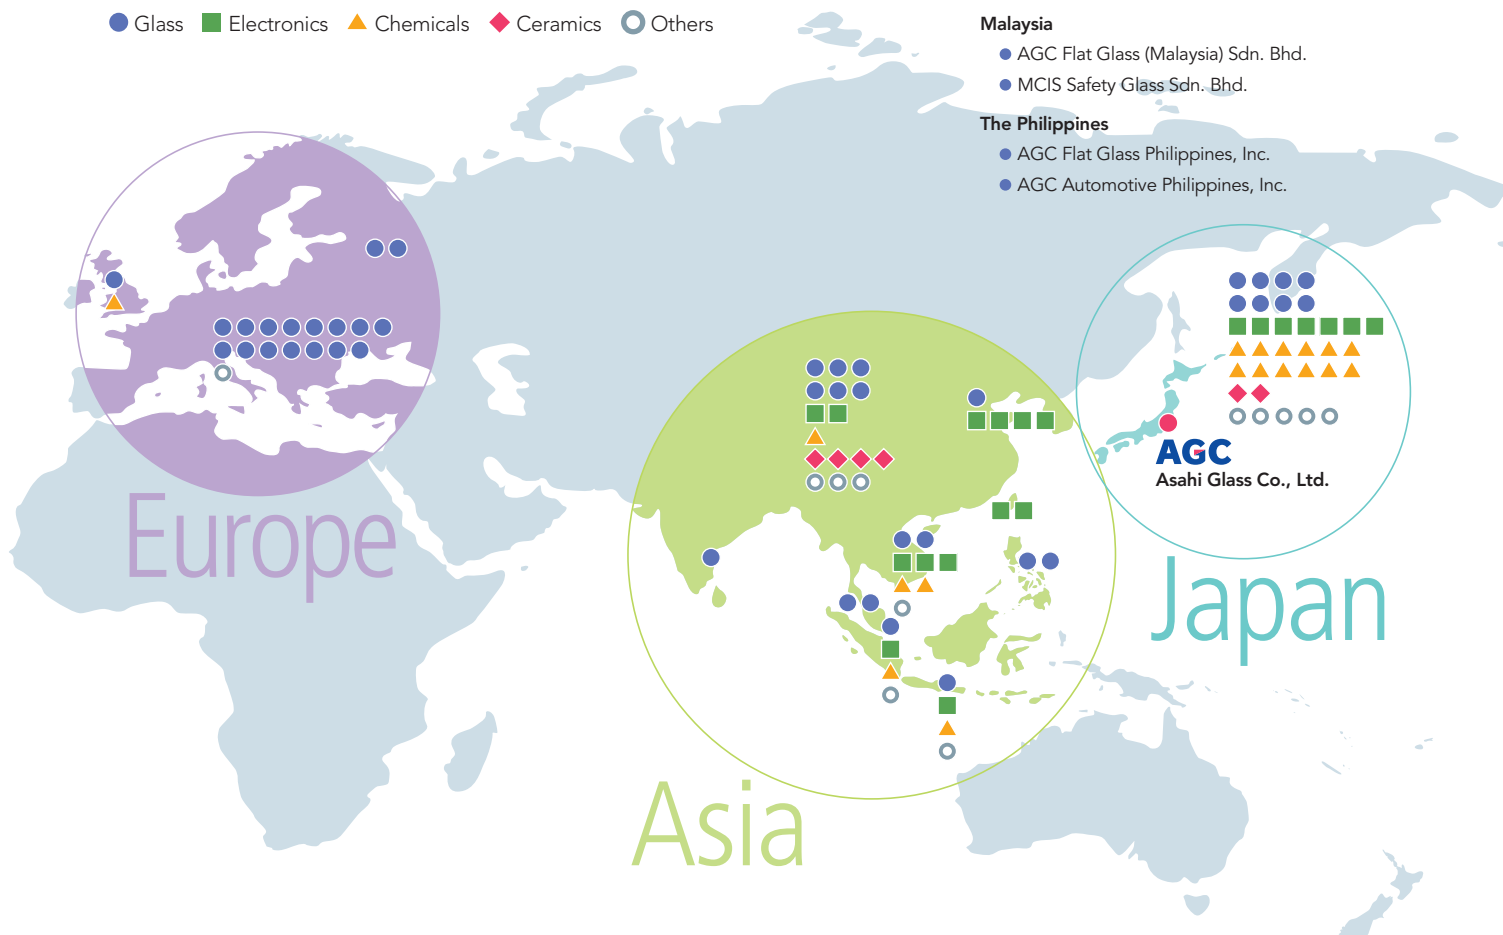 Glass Electronics Chemicals Ceramics Others
Malaysia
AGC Flat Glass (Malaysia) Sdn. Bhd.
MCIS Safety Glass Sdn. Bhd.
The Philippines
AGC Flat Glass Philippines, Inc.
AGC Automotive Philippines, Inc.
Europe
Asia
AGC
Asahi Glass Co., Ltd.
Japan